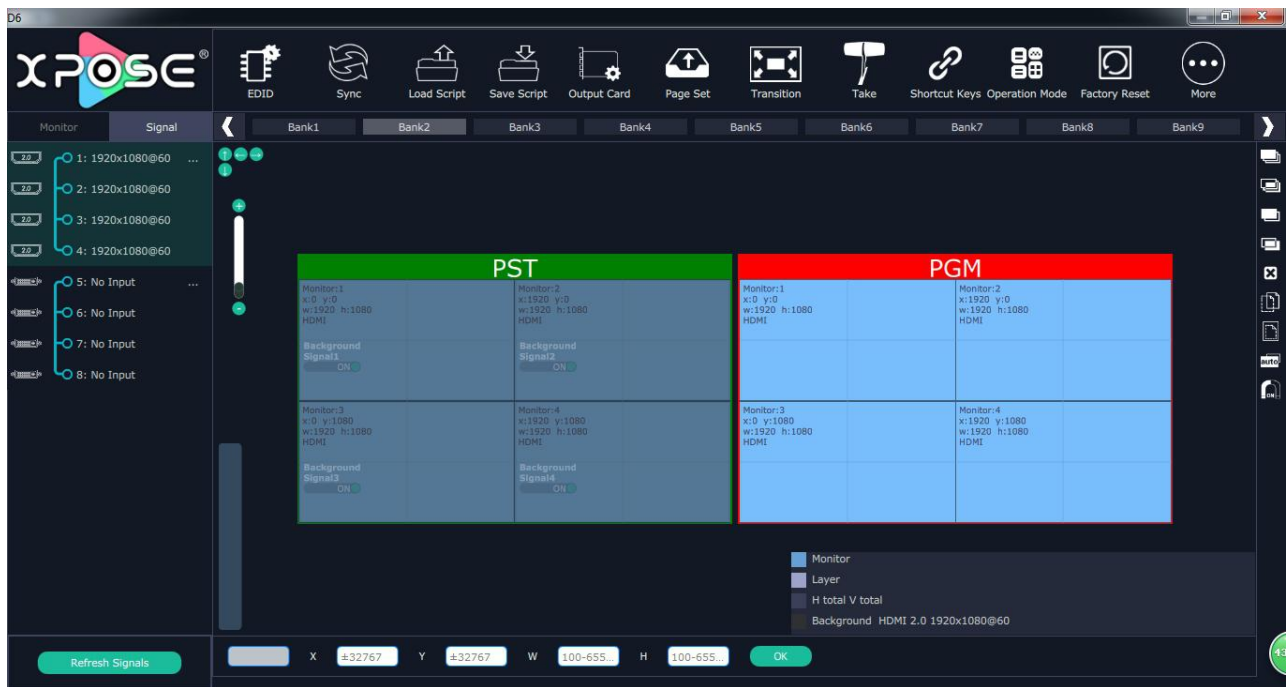 D6
XPOSE®
EDID
Sync
Load Script
Save Script
Output Card
Page Set
Transition
Take
Shortcut Keys
Operation Mode
Factory Reset
More
Monitor
Signal
Bank1
Bank2
Bank3
Bank4
Bank5
Bank6
Bank7
Bank8
Bank9
2.0
1: 1920x1080@60 ...
2.0
2: 1920x1080@60
2.0
3: 1920x1080@60
2.0
4: 1920x1080@60
5: No Input ...
6: No Input
7: No Input
8: No Input
PST
Monitor:1
x:0 y:0
w:1920 h:1080
HDMI
Background
Signal1
ON
Monitor:2
x:1920 y:0
w:1920 h:1080
HDMI
Background
Signal2
ON
Monitor:3
x:0 y:1080
w:1920 h:1080
HDMI
Background
Signal3
ON
Monitor:4
x:1920 y:1080
w:1920 h:1080
HDMI
Background
Signal4
ON
PGM
Monitor:1
x:0 y:0
w:1920 h:1080
HDMI
Monitor:2
x:1920 y:0
w:1920 h:1080
HDMI
Monitor:3
x:0 y:1080
w:1920 h:1080
HDMI
Monitor:4
x:1920 y:1080
w:1920 h:1080
HDMI
auto
ON
Monitor
Layer
H total V total
Background HDMI 2.0 1920x1080@60
Refresh Signals
X ±32767 Y ±32767 W 100-655... H 100-655... OK